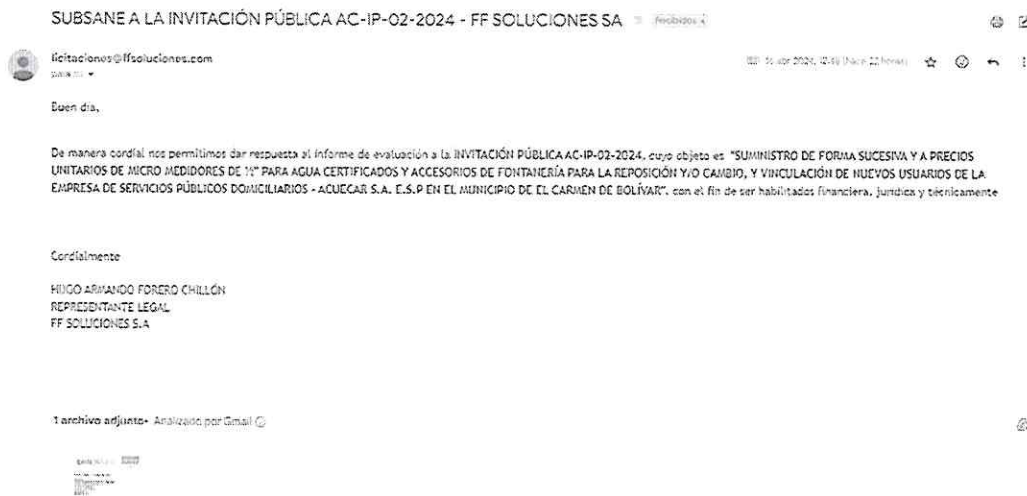 SUBSANE A LA INVITACIÓN PÚBLICA AC-IP-02-2024 - FF SOLUCIONES SA Recibidos
licitaciones@ffsoluciones.com
para mí
Buen día,
De manera cordial nos permitimos dar respuesta al informe de evaluación a la INVITACIÓN PÚBLICA AC-IP-02-2024, cuyo objeto es "SUMINISTRO DE FORMA SUCESIVA Y A PRECIOS
UNITARIOS DE MICRO MEDIDORES DE ½" PARA AGUA CERTIFICADOS Y ACCESORIOS DE FONTANERÍA PARA LA REPOSICIÓN Y/O CAMBIO, Y VINCULACIÓN DE NUEVOS USUARIOS DE LA
EMPRESA DE SERVICIOS PÚBLICOS DOMICILIARIOS - ACUECAR S.A. E.S.P EN EL MUNICIPIO DE EL CARMEN DE BOLÍVAR", con el fin de ser habilitados financiera, jurídica y técnicamente
Cordialmente
HUGO ARMANDO FORERO CHILLÓN
REPRESENTANTE LEGAL
FF SOLUCIONES S.A
1 archivo adjunto• Analizado por Gmail